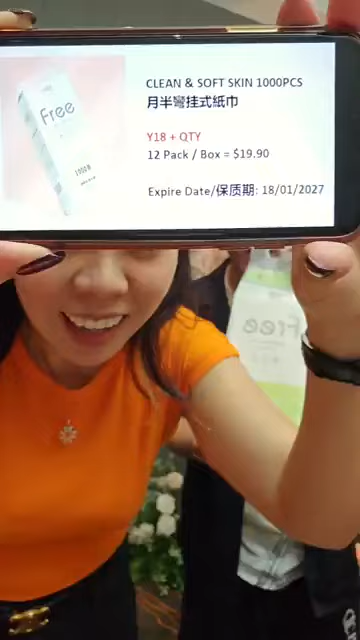 CLEAN & SOFT SKIN 1000PCS
月半彎挂式紙巾
Y18 + QTY
12 Pack / Box = $19.90
Expire Date/保质期: 18/01/2027
Free
Free